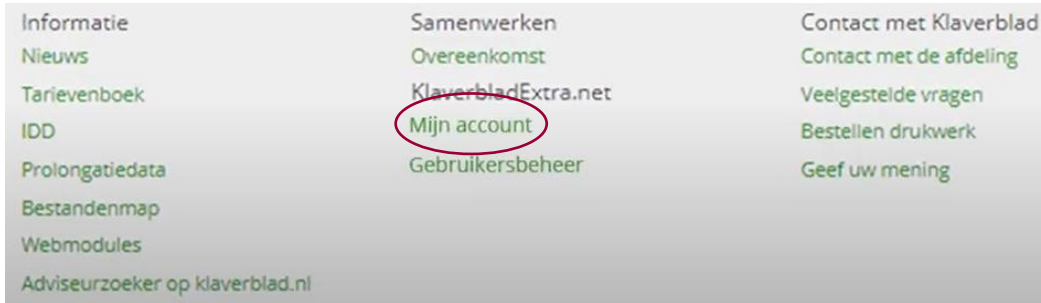 Informatie
Nieuws
Tarievenboek
IDD
Prolongatiedata
Bestandenmap
Webmodules
Adviseurzoeker op klaverblad.nl
Samenwerken
Overeenkomst
KlaverbladExtra.net
Mijn account
Gebruikersbeheer
Contact met Klaverblad
Contact met de afdeling
Veelgestelde vragen
Bestellen drukwerk
Geef uw mening